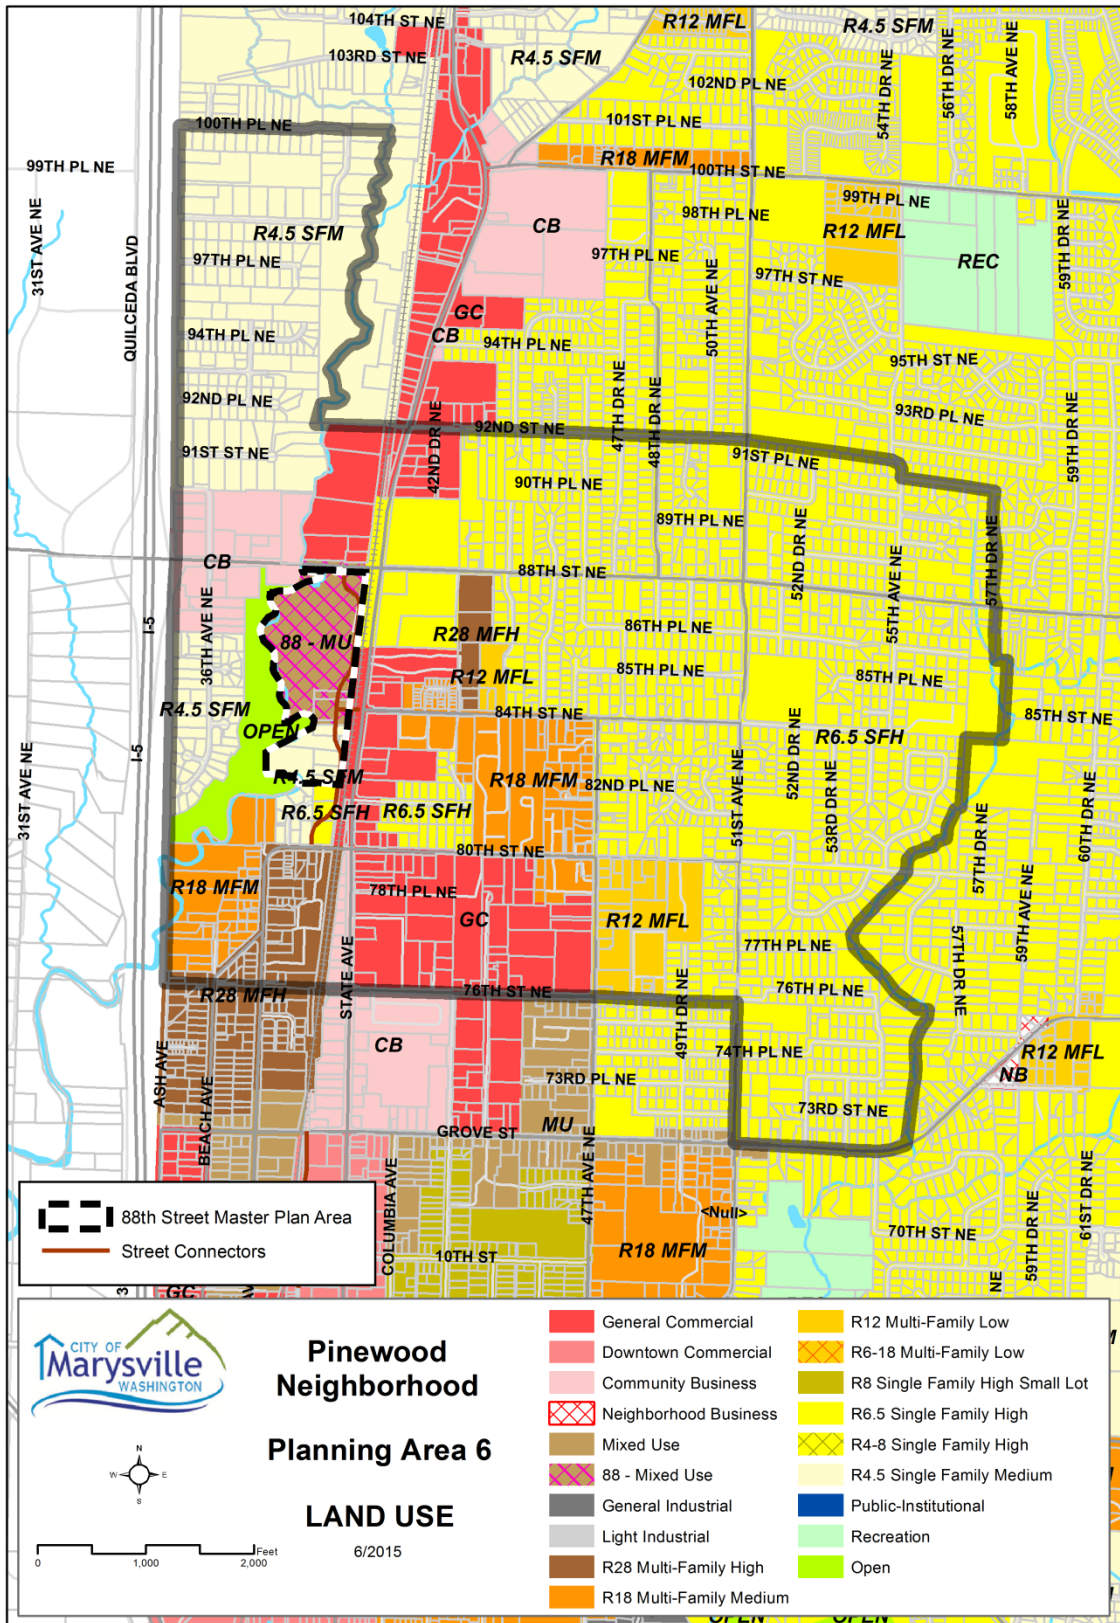 104TH ST NE
R12 MFL
R4.5 SFM
103RD ST NE
R4.5 SFM
102ND PL NE
54TH DR NE
56TH DR NE
58TH AVE NE
100TH PL NE
101ST PL NE
R18 MFM
100TH ST NE
99TH PL NE
99TH PL NE
31ST AVE NE
QUILCEDA BLVD
R4.5 SFM
CB
98TH PL NE
R12 MFL
REC
59TH DR NE
97TH PL NE
97TH PL NE
97TH ST NE
50TH AVE NE
GC
CB
94TH PL NE
94TH PL NE
95TH ST NE
47TH DR NE
48TH DR NE
92ND PL NE
93RD PL NE
59TH DR NE
42ND DR NE
92ND ST NE
91ST ST NE
91ST PL NE
90TH PL NE
89TH PL NE
52ND DR NE
55TH AVE NE
57TH DR NE
CB
88TH ST NE
I-5
36TH AVE NE
88 - MU
R28 MFH
86TH PL NE
R12 MFL
85TH PL NE
85TH PL NE
R4.5 SFM
OPEN
84TH ST NE
85TH ST NE
I-5
31ST AVE NE
R4.5 SFM
R18 MFM
82ND PL NE
51ST AVE NE
52ND DR NE
53RD DR NE
R6.5 SFH
R6.5 SFH
R6.5 SFH
57TH DR NE
60TH DR NE
80TH ST NE
R18 MFM
78TH PL NE
GC
R12 MFL
77TH PL NE
57TH DR NE
59TH AVE NE
STATE AVE
R28 MFH
76TH ST NE
76TH PL NE
49TH DR NE
ASH AVE
BEACH AVE
CB
74TH PL NE
R12 MFL
NB
73RD PL NE
73RD ST NE
MU
GROVE ST
COLUMBIA AVE
47TH AVE NE
61ST DR NE
59TH DR NE
NE
<Null>
70TH ST NE
R18 MFM
10TH ST
GC
88th Street Master Plan Area
Street Connectors
CITY OF
Marysville
WASHINGTON
Pinewood
Neighborhood
Planning Area 6
LAND USE
6/2015
N
W E
S
0 1,000 2,000 Feet
General Commercial
Downtown Commercial
Community Business
Neighborhood Business
Mixed Use
88 - Mixed Use
General Industrial
Light Industrial
R28 Multi-Family High
R18 Multi-Family Medium
R12 Multi-Family Low
R6-18 Multi-Family Low
R8 Single Family High Small Lot
R6.5 Single Family High
R4-8 Single Family High
R4.5 Single Family Medium
Public-Institutional
Recreation
Open
OPEN
OPEN